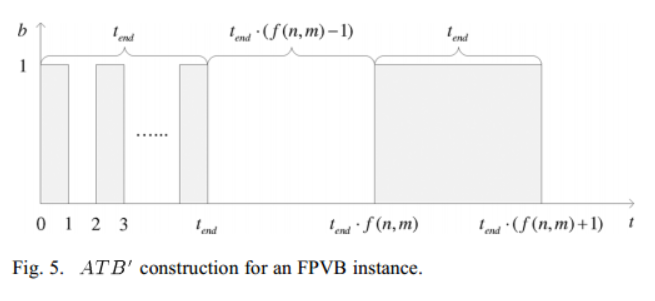 b
t_end t_end · (f(n,m)−1) t_end
1
......
0 1 2 3 t_end t_end · f(n,m) t_end · (f(n,m)+1) t
Fig. 5. ATB′ construction for an FPVB instance.